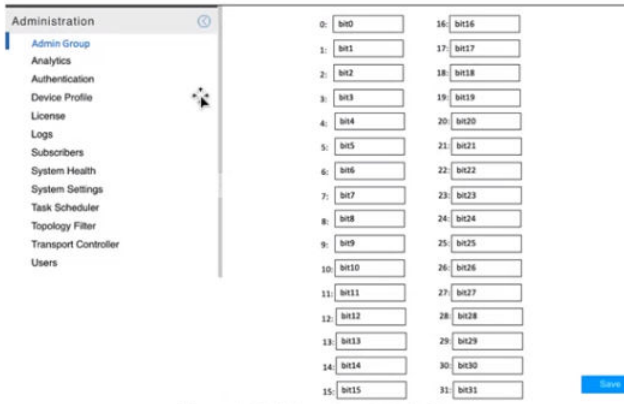 Administration
Admin Group
Analytics
Authentication
Device Profile
License
Logs
Subscribers
System Health
System Settings
Task Scheduler
Topology Filter
Transport Controller
Users
0: bit0
1: bit1
2: bit2
3: bit3
4: bit4
5: bit5
6: bit6
7: bit7
8: bit8
9: bit9
10: bit10
11: bit11
12: bit12
13: bit13
14: bit14
15: bit15
16: bit16
17: bit17
18: bit18
19: bit19
20: bit20
21: bit21
22: bit22
23: bit23
24: bit24
25: bit25
26: bit26
27: bit27
28: bit28
29: bit29
30: bit30
31: bit31
Save